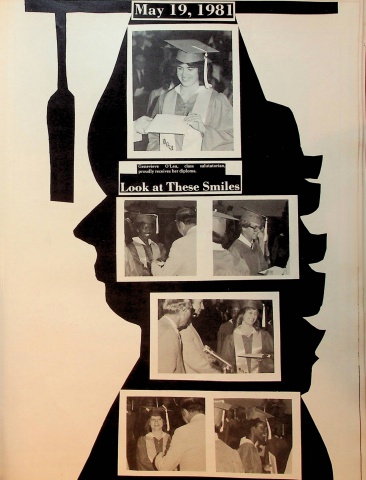 May 19, 1981
Genevieve O'Lea, class salutatorian,
proudly receives her diploma.
Look at These Smiles